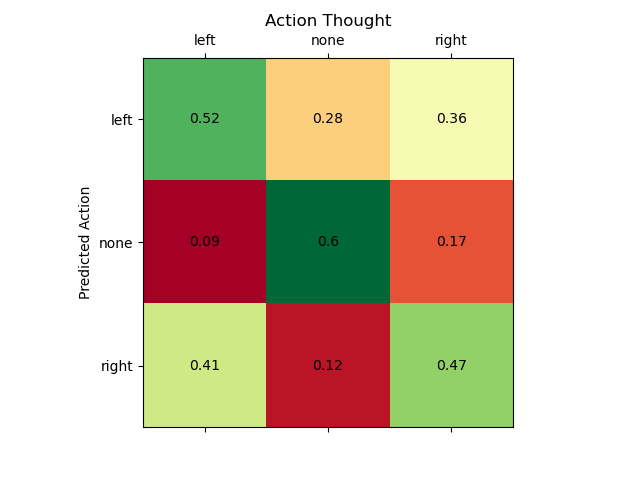 Action Thought
left none right
left 0.52 0.28 0.36
Predicted Action
none 0.09 0.6 0.17
right 0.41 0.12 0.47